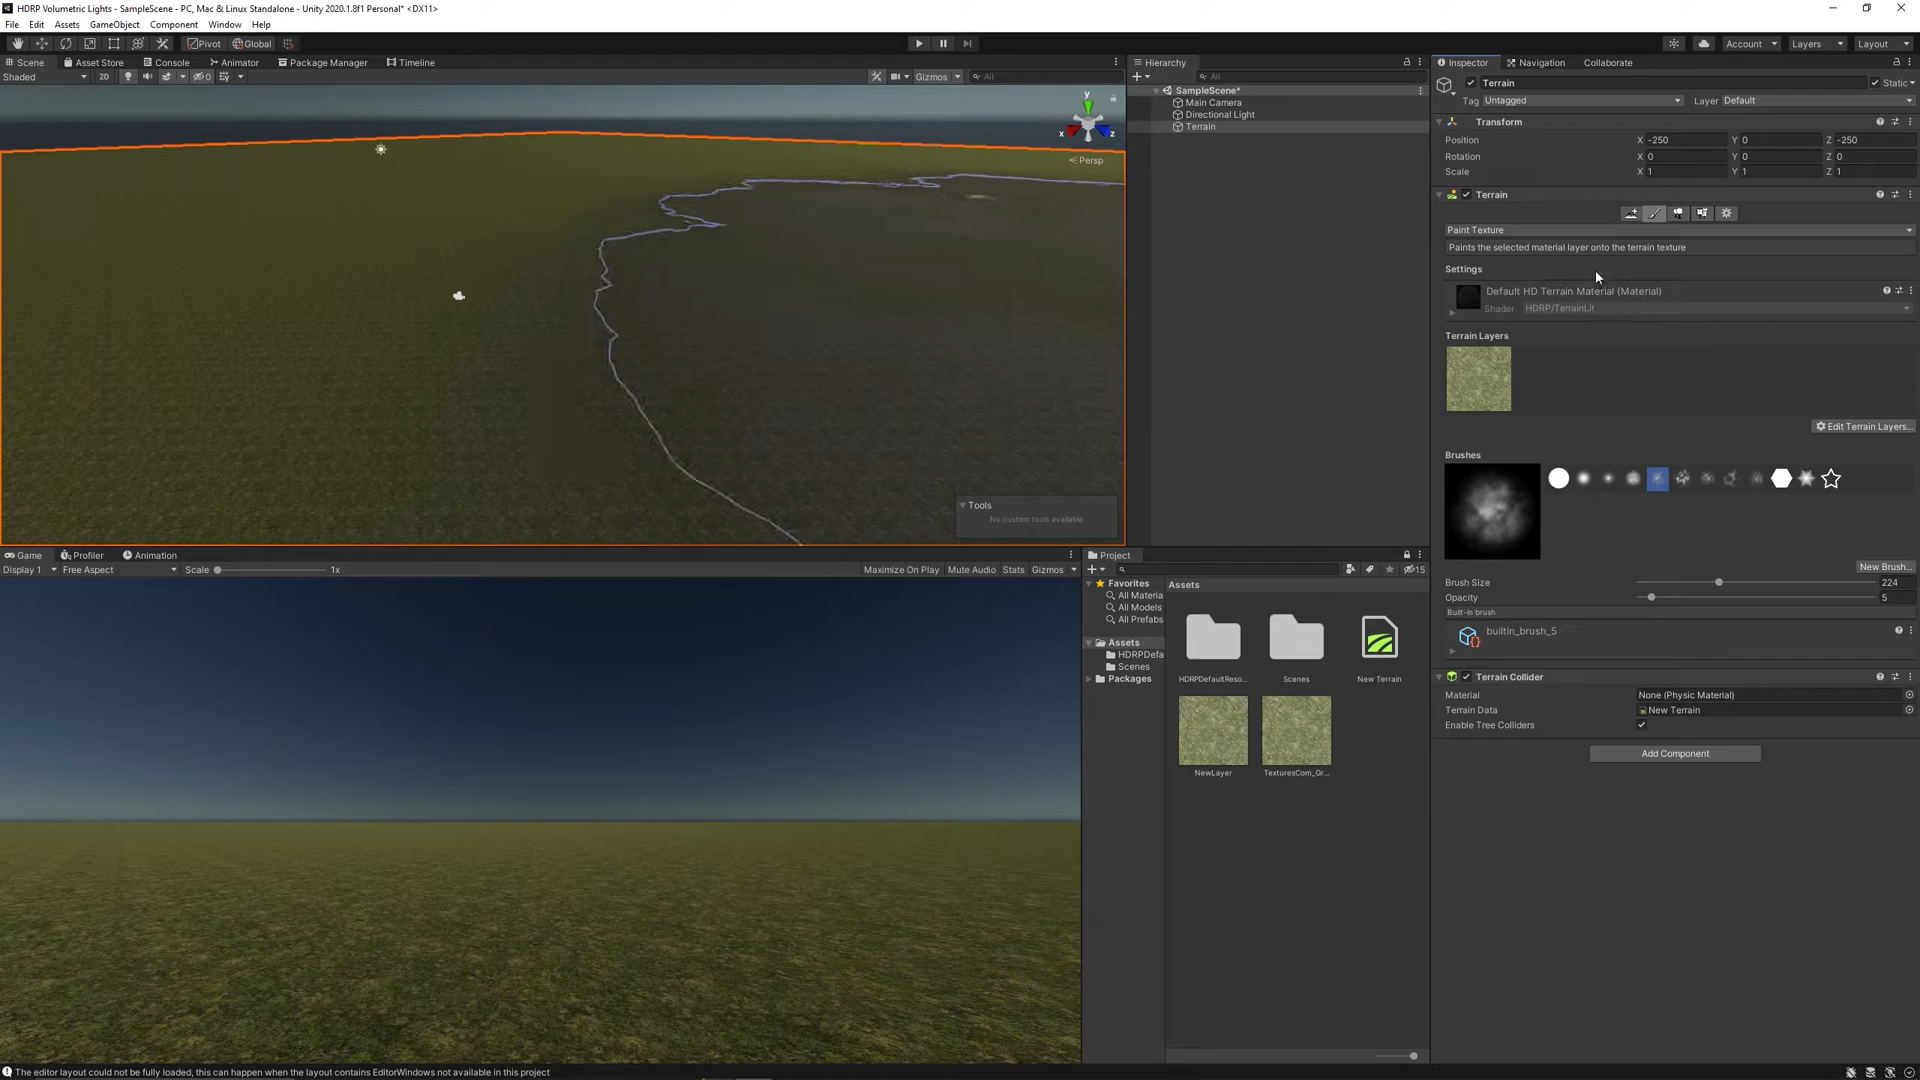 HDRP Volumetric Lights - SampleScene - PC, Mac & Linux Standalone - Unity 2020.1.8f1 Personal* <DX11>
File Edit Assets GameObject Component Window Help
Pivot Global Account Layers Layout
Scene Asset Store Console Animator Package Manager Timeline
Shaded 2D 0 Gizmos All
y
x z
Persp
Tools
No custom tools available
Hierarchy
All
SampleScene*
Main Camera
Directional Light
Terrain
Inspector Navigation Collaborate
Terrain Static
Tag Untagged Layer Default
Transform
Position X -250 Y 0 Z -250
Rotation X 0 Y 0 Z 0
Scale X 1 Y 1 Z 1
Terrain
Paint Texture
Paints the selected material layer onto the terrain texture
Settings
Default HD Terrain Material (Material)
Shader HDRP/TerrainLit
Terrain Layers
Edit Terrain Layers...
Brushes
New Brush...
Brush Size 224
Opacity 5
Built-in brush
builtin_brush_5
Terrain Collider
Material None (Physic Material)
Terrain Data New Terrain
Enable Tree Colliders
Add Component
Game Profiler Animation
Display 1 Free Aspect Scale 1x Maximize On Play Mute Audio Stats Gizmos
Project
15
Favorites
All Materia
All Models
All Prefabs
Assets
HDRPDefa
Scenes
Packages
Assets
HDRPDefaultReso...
Scenes
New Terrain
NewLayer
TexturesCom_Gr...
The editor layout could not be fully loaded, this can happen when the layout contains EditorWindows not available in this project